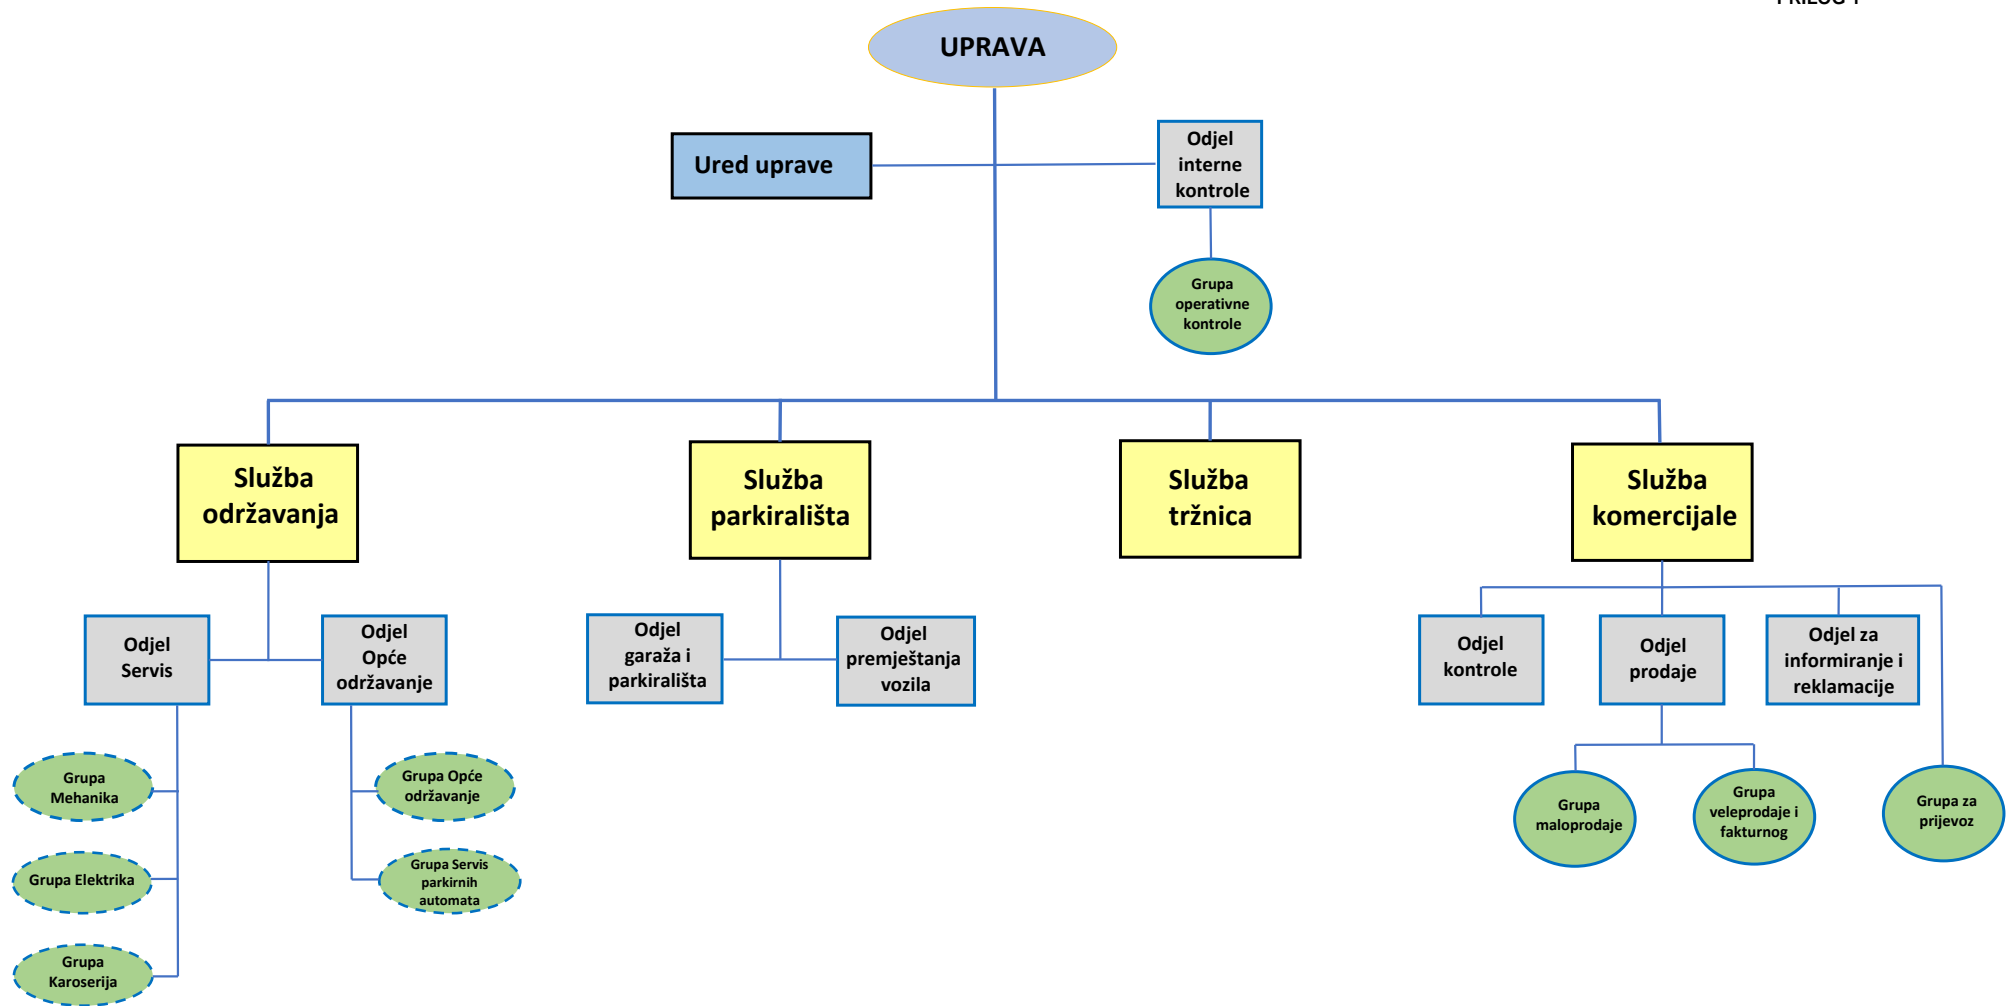 PRILOG 1
UPRAVA
Ured uprave
Odjel
interne
kontrole
Grupa
operativne
kontrole
Služba
održavanja
Služba
parkirališta
Služba
tržnica
Služba
komercijale
Odjel
Servis
Odjel
Opće
održavanje
Odjel
garaža i
parkirališta
Odjel
premještanja
vozila
Odjel
kontrole
Odjel
prodaje
Odjel za
informiranje i
reklamacije
Grupa
Mehanika
Grupa Opće
održavanje
Grupa
maloprodaje
Grupa
veleprodaje i
fakturnog
Grupa za
prijevoz
Grupa Elektrika
Grupa Servis
parkirnih
automata
Grupa
Karoserija